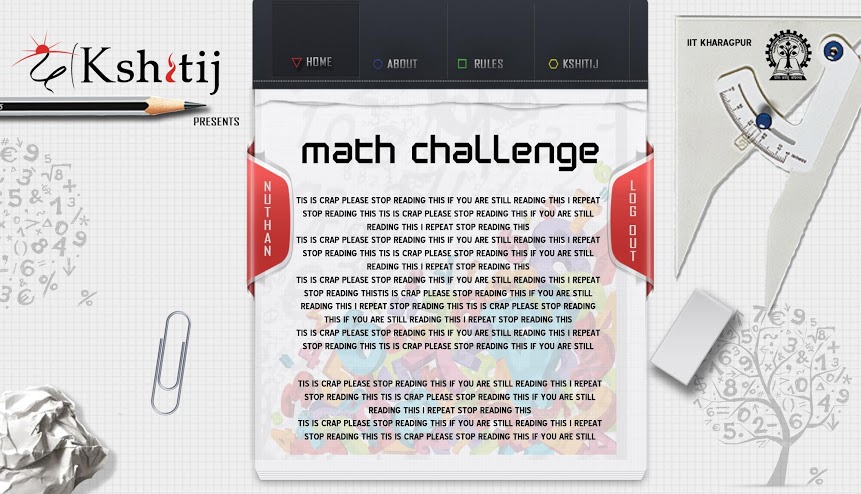 Kshitij
PRESENTS
HOME
ABOUT
RULES
KSHITIJ
IIT KHARAGPUR
math challenge
NUTHAN
LOG OUT
TIS IS CRAP PLEASE STOP READING THIS IF YOU ARE STILL READING THIS I REPEAT
STOP READING THIS TIS IS CRAP PLEASE STOP READING THIS IF YOU ARE STILL
READING THIS I REPEAT STOP READING THIS
TIS IS CRAP PLEASE STOP READING THIS IF YOU ARE STILL READING THIS I REPEAT
STOP READING THIS TIS IS CRAP PLEASE STOP READING THIS IF YOU ARE STILL
READING THIS I REPEAT STOP READING THIS
TIS IS CRAP PLEASE STOP READING THIS IF YOU ARE STILL READING THIS I REPEAT
STOP READING THISTIS IS CRAP PLEASE STOP READING THIS IF YOU ARE STILL
READING THIS I REPEAT STOP READING THIS TIS IS CRAP PLEASE STOP READING
THIS IF YOU ARE STILL READING THIS I REPEAT STOP READING THIS
TIS IS CRAP PLEASE STOP READING THIS IF YOU ARE STILL READING THIS I REPEAT
STOP READING THIS TIS IS CRAP PLEASE STOP READING THIS IF YOU ARE STILL
TIS IS CRAP PLEASE STOP READING THIS IF YOU ARE STILL READING THIS I REPEAT
STOP READING THIS TIS IS CRAP PLEASE STOP READING THIS IF YOU ARE STILL
READING THIS I REPEAT STOP READING THIS
TIS IS CRAP PLEASE STOP READING THIS IF YOU ARE STILL READING THIS I REPEAT
STOP READING THIS TIS IS CRAP PLEASE STOP READING THIS IF YOU ARE STILL